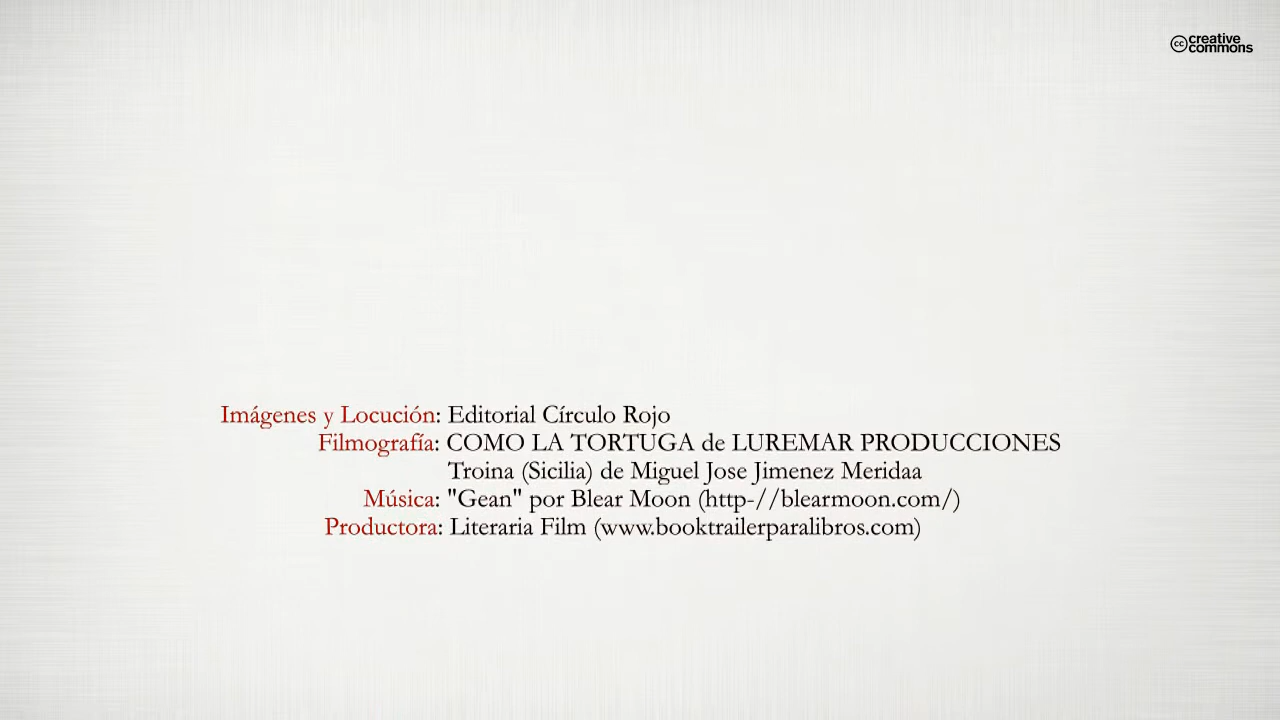 cc creative
commons
Imágenes y Locución: Editorial Círculo Rojo
Filmografía: COMO LA TORTUGA de LUREMAR PRODUCCIONES
Troina (Sicilia) de Miguel Jose Jimenez Meridaa
Música: "Gean" por Blear Moon (http-//blearmoon.com/)
Productora: Literaria Film (www.booktrailerparalibros.com)